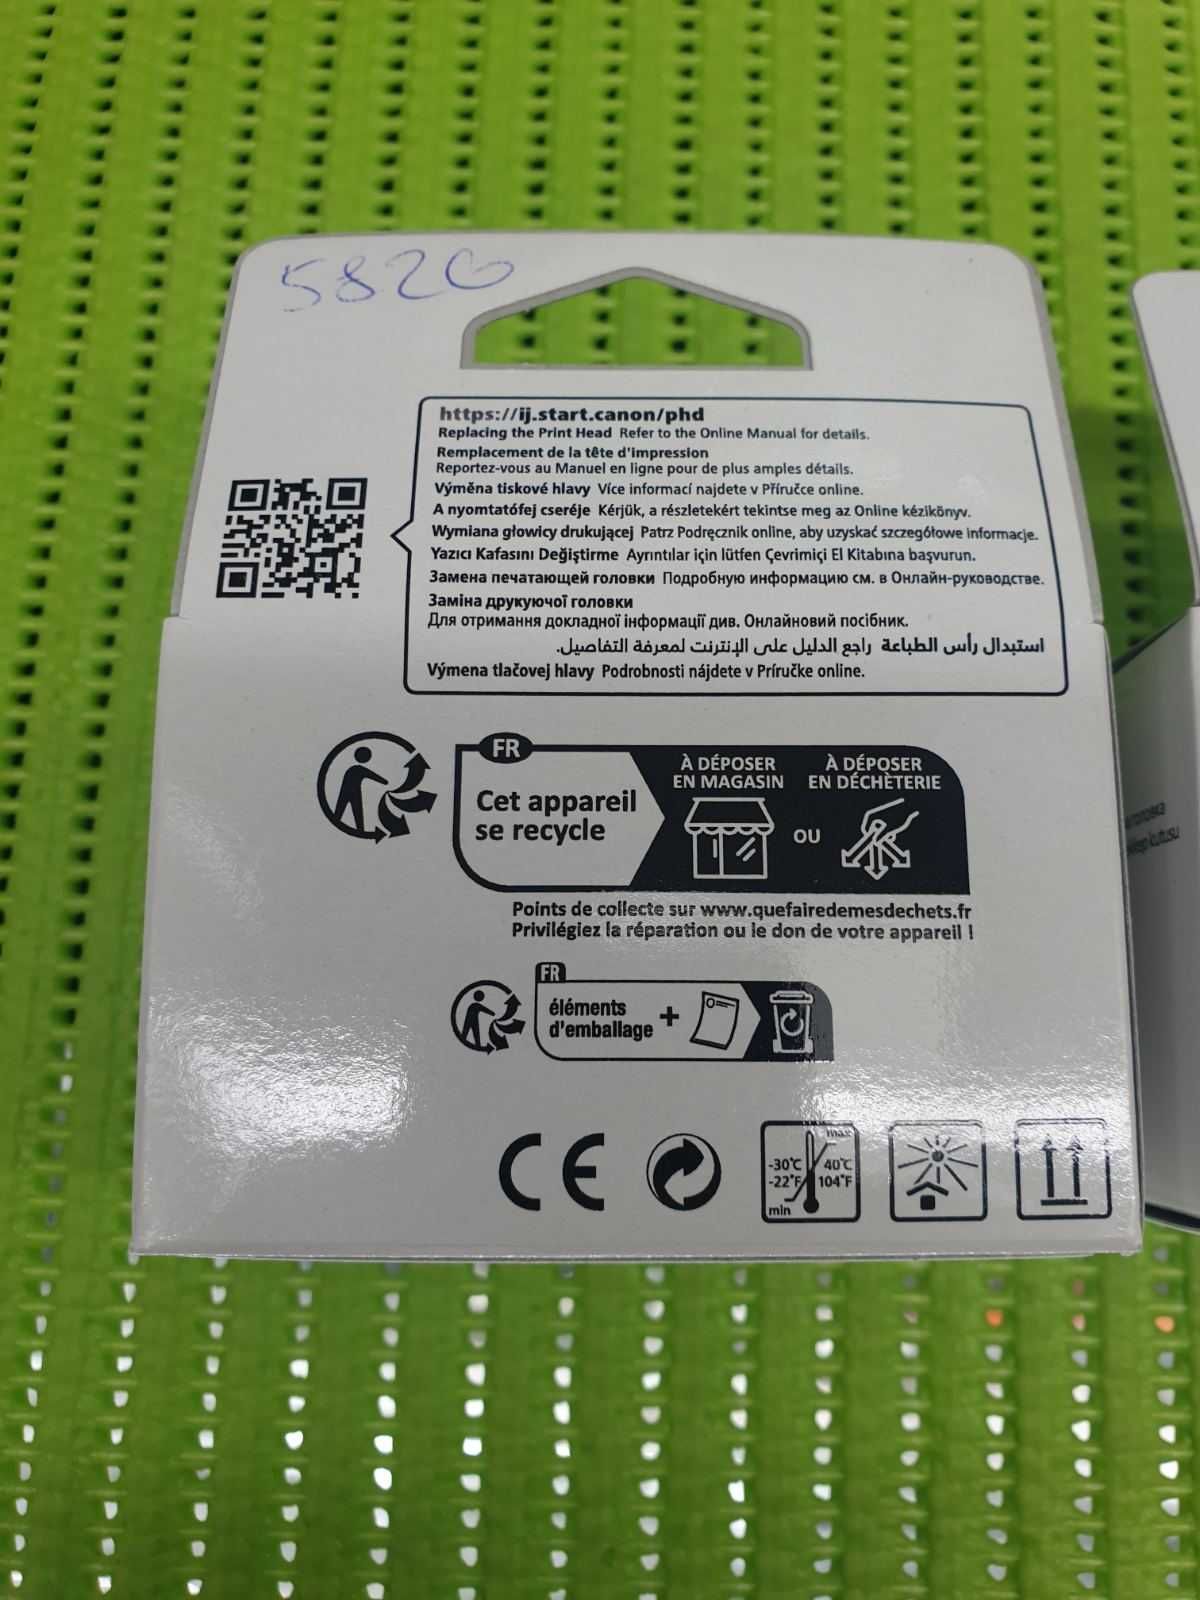 5820
https://ij.start.canon/phd
Replacing the Print Head Refer to the Online Manual for details.
Remplacement de la tête d'impression
Reportez-vous au Manuel en ligne pour de plus amples détails.
Výměna tiskové hlavy Více informací najdete v Příručce online.
A nyomtatófej cseréje Kérjük, a részletekért tekintse meg az Online kézikönyv.
Wymiana głowicy drukującej Patrz Podręcznik online, aby uzyskać szczegółowe informacje.
Yazıcı Kafasını Değiştirme Ayrıntılar için lütfen Çevrimiçi El Kitabına başvurun.
Замена печатающей головки Подробную информацию см. в Онлайн-руководстве.
Заміна друкуючої головки
Для отримання докладної інформації див. Онлайновий посібник.
استبدال رأس الطباعة راجع الدليل على الإنترنت لمعرفة التفاصيل.
Výmena tlačovej hlavy Podrobnosti nájdete v Príručke online.
FR
Cet appareil
se recycle
À DÉPOSER
EN MAGASIN
OU
À DÉPOSER
EN DÉCHÈTERIE
Points de collecte sur www.quefairedemesdechets.fr
Privilégiez la réparation ou le don de votre appareil !
FR
éléments
d'emballage +
CE
max
-30°C 40°C
-22°F 104°F
min